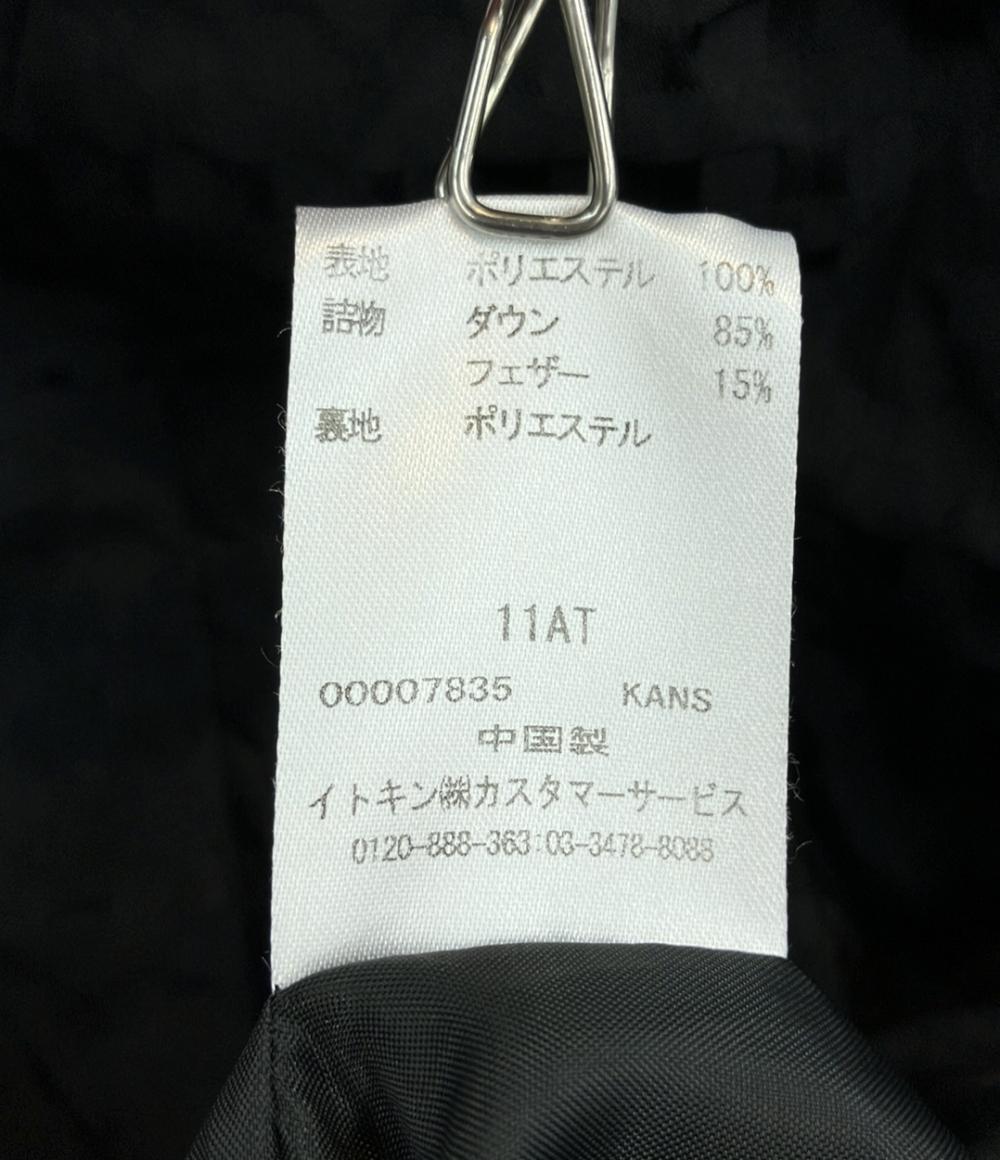 表地 ポリエステル 100%
詰物 ダウン 85%
フェザー 15%
裏地 ポリエステル
11AT
00007835 KANS
中国製
イトキン㈱カスタマーサービス
0120-888-363:03-3478-8088